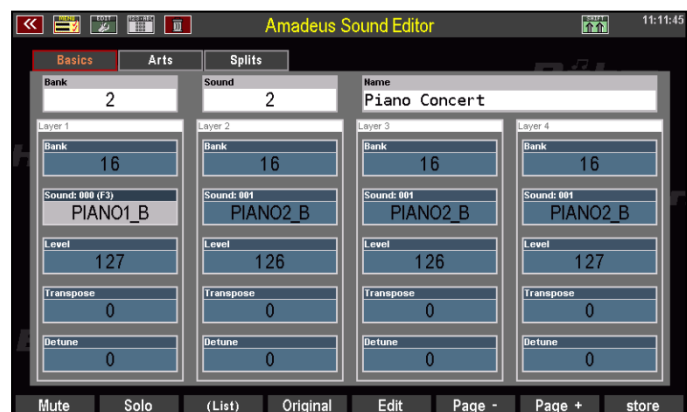 MENU EDIT Amadeus Sound Editor SHIFT 11:11:45
Basics Arts Splits
Bank Sound Name
2 2 Piano Concert
Layer 1 Layer 2 Layer 3 Layer 4
Bank Bank Bank Bank
16 16 16 16
Sound: 000 (F3) Sound: 001 Sound: 001 Sound: 001
PIANO1_B PIANO2_B PIANO2_B PIANO2_B
Level Level Level Level
127 126 126 127
Transpose Transpose Transpose Transpose
0 0 0 0
Detune Detune Detune Detune
0 0 0 0
Mute Solo (List) Original Edit Page - Page + store